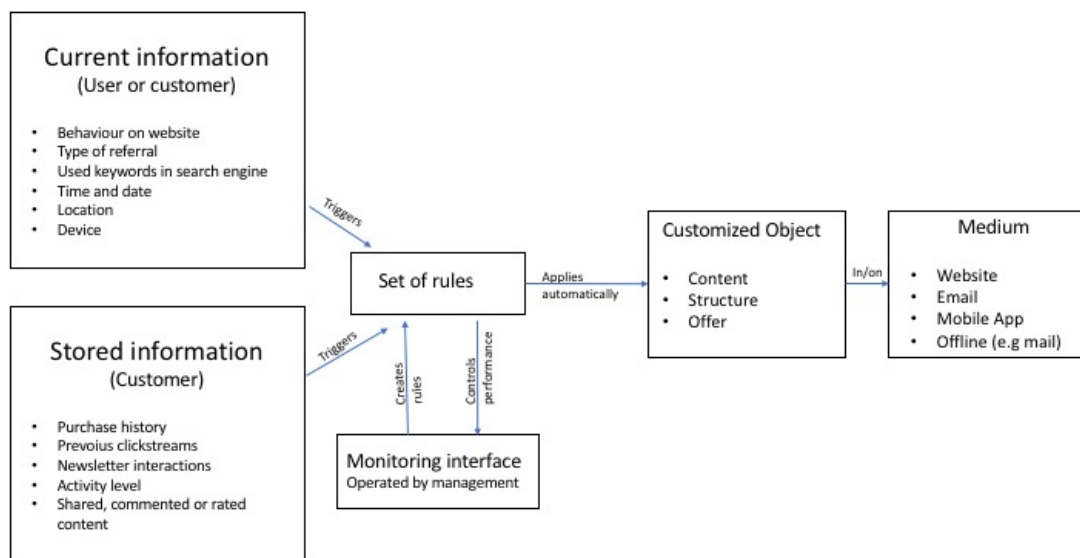 Current information
(User or customer)
• Behaviour on website
• Type of referral
• Used keywords in search engine
• Time and date
• Location
• Device
Triggers
Stored information
(Customer)
• Purchase history
• Prevoius clickstreams
• Newsletter interactions
• Activity level
• Shared, commented or rated
content
Triggers
Set of rules
Creates
rules
Controls
performance
Monitoring interface
Operated by management
Applies
automatically
Customized Object
• Content
• Structure
• Offer
In/on
Medium
• Website
• Email
• Mobile App
• Offline (e.g mail)